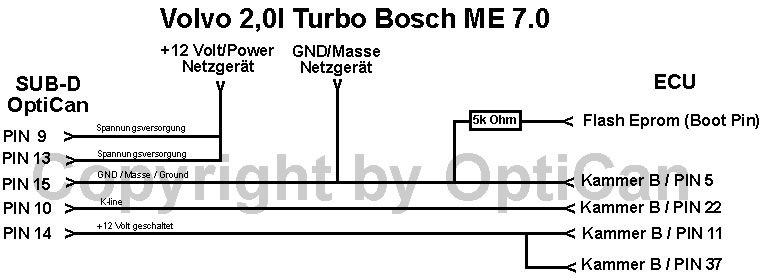 Volvo 2,0l Turbo Bosch ME 7.0
+12 Volt/Power
Netzgerät
GND/Masse
Netzgerät
SUB-D
OptiCan
ECU
5k Ohm
Flash Eprom (Boot Pin)
PIN 9
Spannungsversorgung
PIN 13
Spannungsversorgung
PIN 15
GND / Masse / Ground
Kammer B / PIN 5
PIN 10
K-line
Kammer B / PIN 22
PIN 14
+12 Volt geschaltet
Kammer B / PIN 11
Kammer B / PIN 37
Copyright by OptiCan